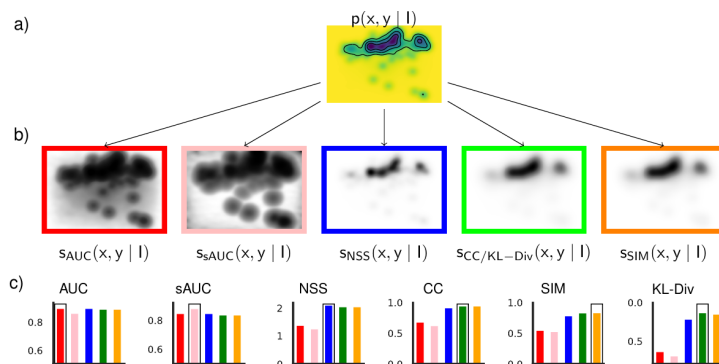 a)
p(x, y | I)
b)
s_AUC(x, y | I) s_sAUC(x, y | I) s_NSS(x, y | I) s_CC/KL−Div(x, y | I) s_SIM(x, y | I)
c)
AUC sAUC NSS CC SIM KL-Div
0.8 0.8 2 1.0 1.0 0.0
1 0.5 0.5 0.5
0.6 0.6 0 0.0 0.0